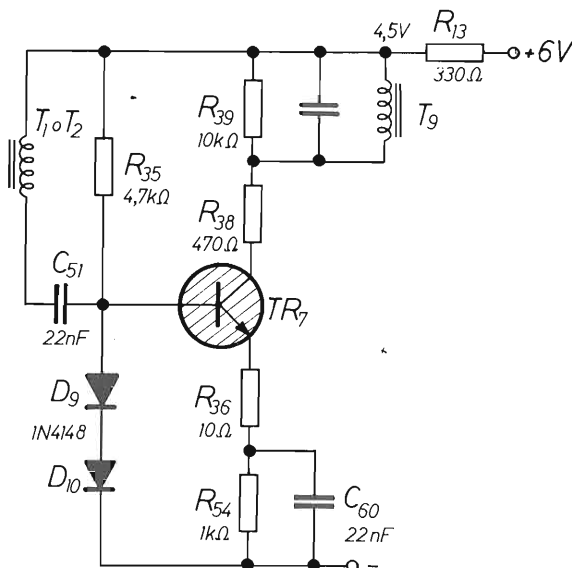 4,5V
R13
+6V
330Ω
R39
10kΩ
T9
T1 o T2
R35
4,7kΩ
R38
470Ω
C51
22nF
TR7
D9
1N4148
D10
R36
10Ω
R54
1kΩ
C60
22nF
-